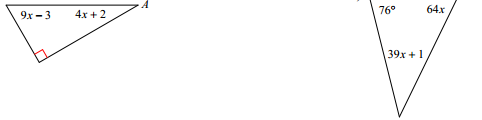 9x – 3
4x + 2
A
76°
64x
39x + 1